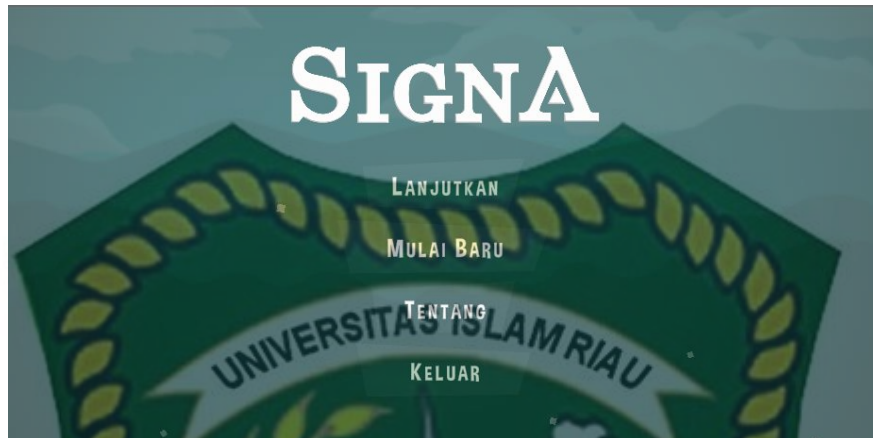 SIGNA
LANJUTKAN
MULAI BARU
TENTANG
UNIVERSITAS ISLAM RIAU
KELUAR